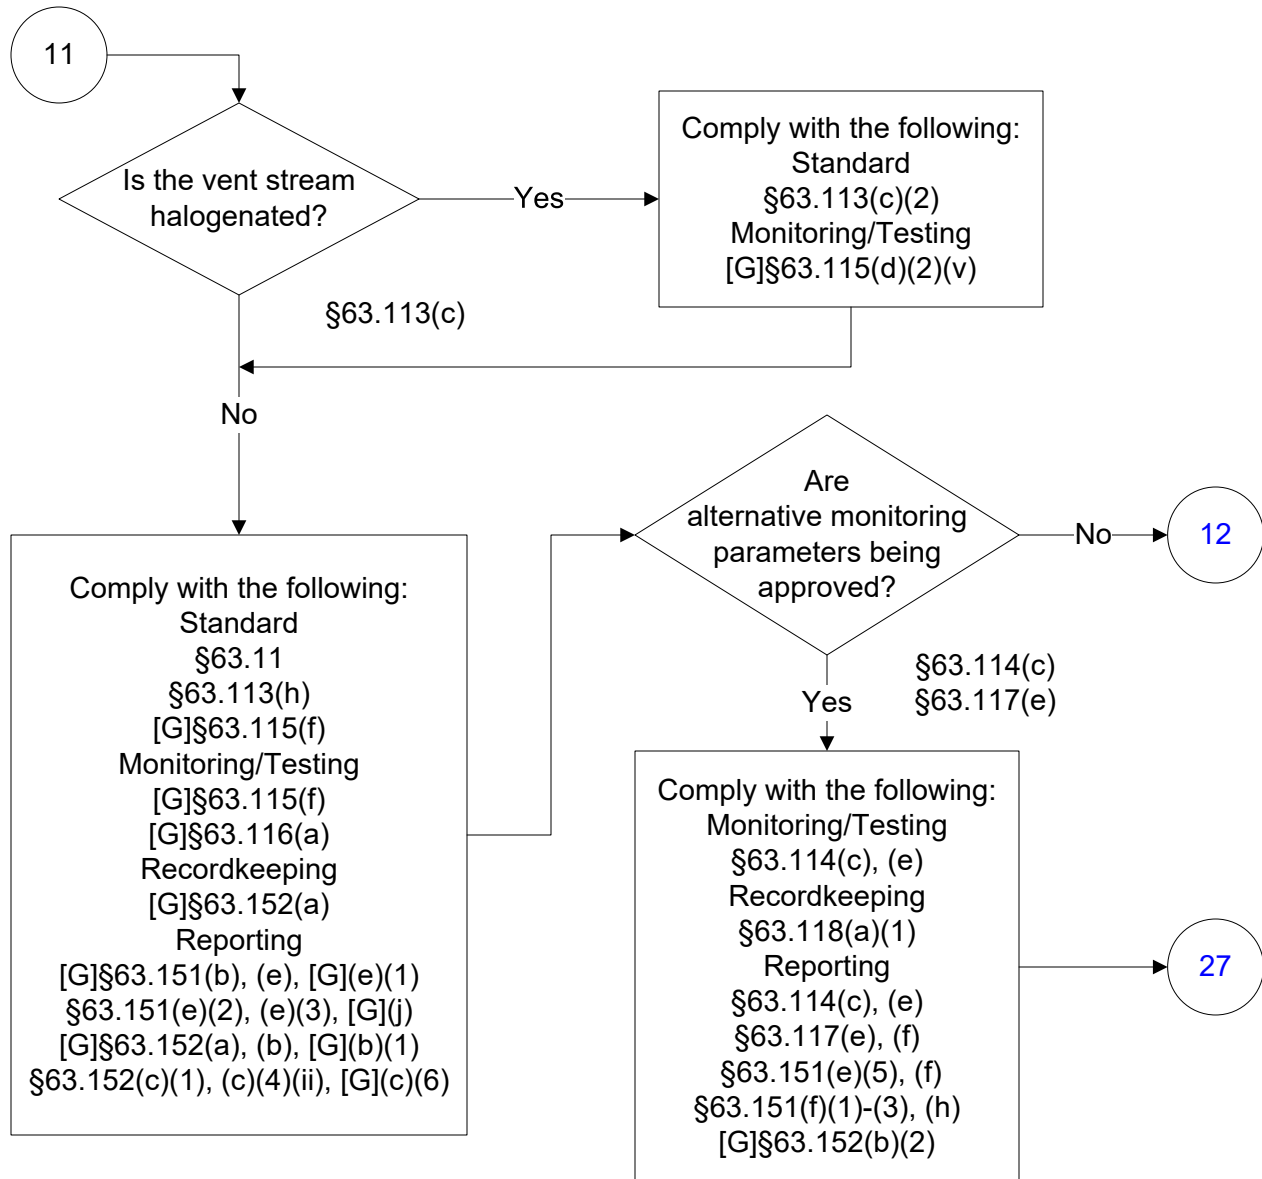 11
Is the vent stream
halogenated?
Yes
Comply with the following:
Standard
§63.113(c)(2)
Monitoring/Testing
[G]§63.115(d)(2)(v)
§63.113(c)
No
Comply with the following:
Standard
§63.11
§63.113(h)
[G]§63.115(f)
Monitoring/Testing
[G]§63.115(f)
[G]§63.116(a)
Recordkeeping
[G]§63.152(a)
Reporting
[G]§63.151(b), (e), [G](e)(1)
§63.151(e)(2), (e)(3), [G](j)
[G]§63.152(a), (b), [G](b)(1)
§63.152(c)(1), (c)(4)(ii), [G](c)(6)
Are
alternative monitoring
parameters being
approved?
No
12
§63.114(c)
§63.117(e)
Yes
Comply with the following:
Monitoring/Testing
§63.114(c), (e)
Recordkeeping
§63.118(a)(1)
Reporting
§63.114(c), (e)
§63.117(e), (f)
§63.151(e)(5), (f)
§63.151(f)(1)-(3), (h)
[G]§63.152(b)(2)
27